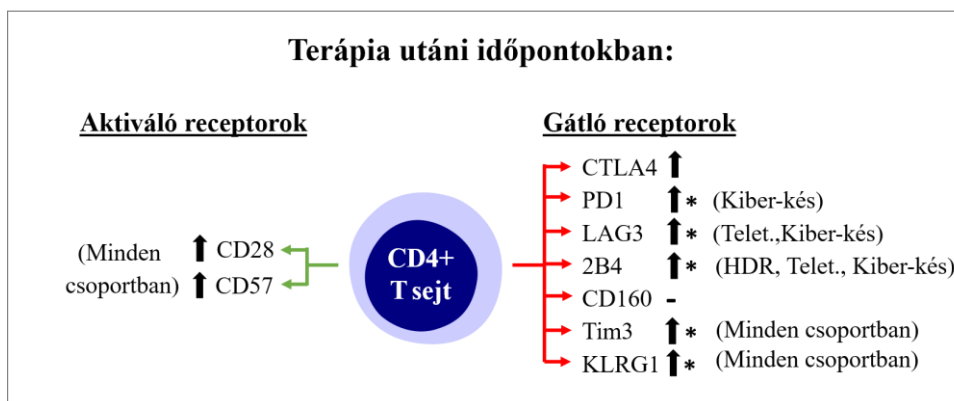 Terápia utáni időpontokban:
Aktiváló receptorok
(Minden csoportban)
CD28
CD57
CD4+
T sejt
Gátló receptorok
CTLA4
PD1 * (Kiber-kés)
LAG3 * (Telet.,Kiber-kés)
2B4 * (HDR, Telet., Kiber-kés)
CD160 -
Tim3 * (Minden csoportban)
KLRG1 * (Minden csoportban)